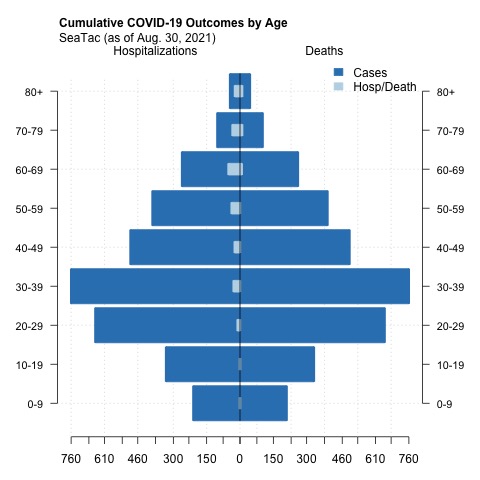 Cumulative COVID-19 Outcomes by Age
SeaTac (as of Aug. 30, 2021)
Hospitalizations Deaths
Cases
Hosp/Death
80+ 80+
70-79 70-79
60-69 60-69
50-59 50-59
40-49 40-49
30-39 30-39
20-29 20-29
10-19 10-19
0-9 0-9
760 610 460 300 150 0 150 300 460 610 760